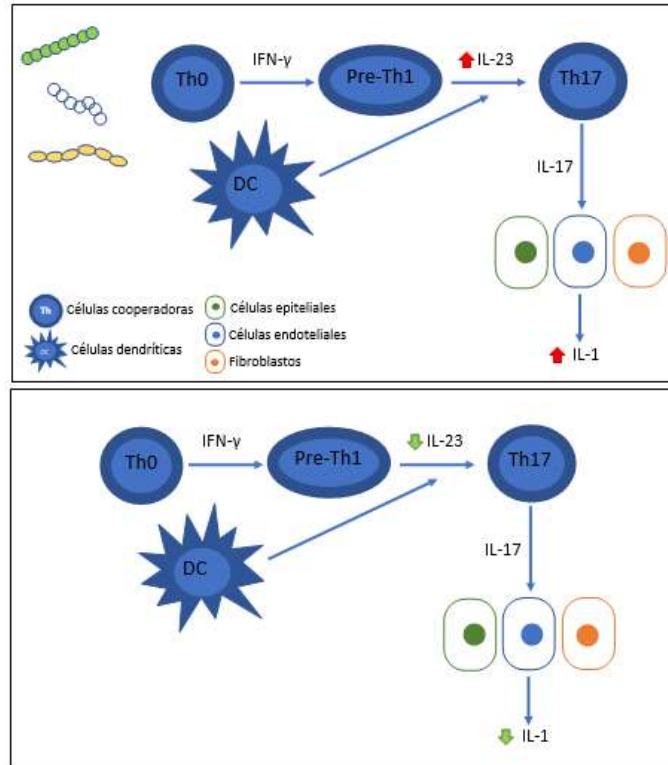 Th0
IFN-γ
Pre-Th1
IL-23
Th17
DC
IL-17
Th
Células cooperadoras
DC
Células dendríticas
Células epiteliales
Células endoteliales
Fibroblastos
IL-1
Th0
IFN-γ
Pre-Th1
IL-23
Th17
DC
IL-17
IL-1